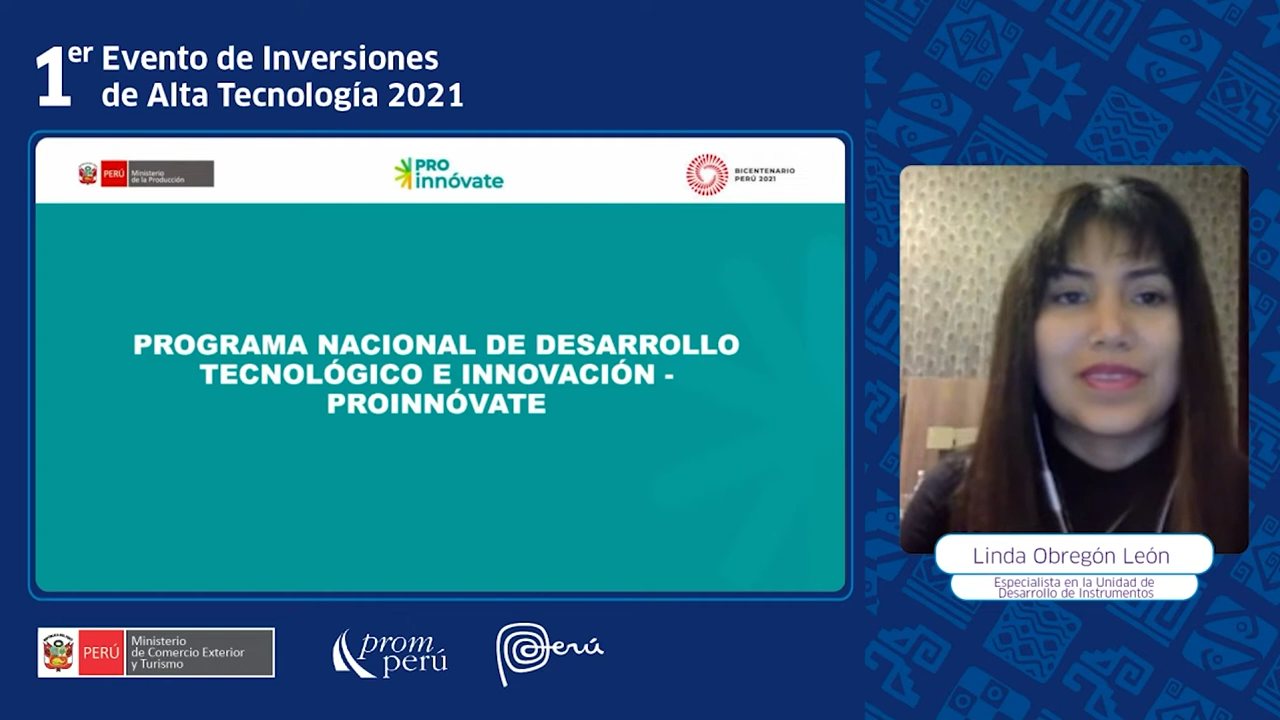 1er Evento de Inversiones
de Alta Tecnología 2021
PERÚ
Ministerio
de la Producción
PRO
innóvate
BICENTENARIO
PERÚ 2021
PROGRAMA NACIONAL DE DESARROLLO
TECNOLÓGICO E INNOVACIÓN -
PROINNÓVATE
Linda Obregón León
Especialista en la Unidad de
Desarrollo de Instrumentos
PERÚ
Ministerio
de Comercio Exterior
y Turismo
prom
perú
Perú